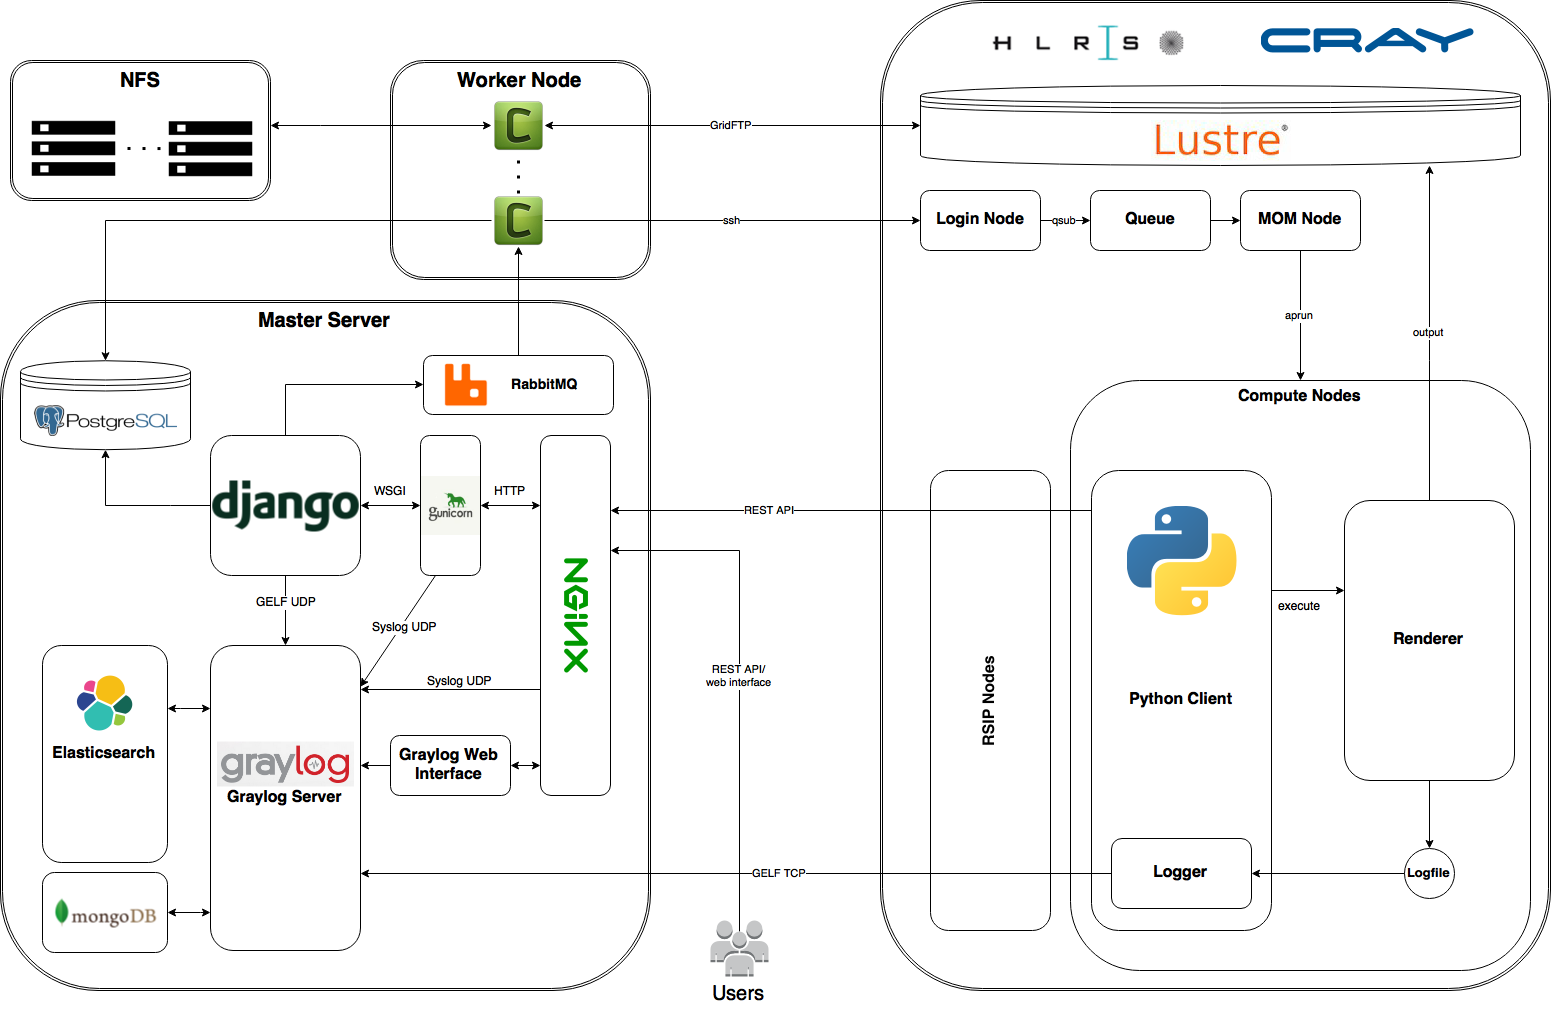 H L R I S
CRAY
NFS
Worker Node
C
GridFTP
Lustre®
C
ssh
Login Node
qsub
Queue
MOM Node
Master Server
aprun
output
RabbitMQ
PostgreSQL
Compute Nodes
django
WSGI
gunicorn
HTTP
REST API
NGiNX
GELF UDP
execute
Syslog UDP
Renderer
REST API/
web interface
Syslog UDP
RSIP Nodes
Python Client
Elasticsearch
graylog
Graylog Server
Graylog Web
Interface
GELF TCP
Logger
Logfile
mongoDB
Users